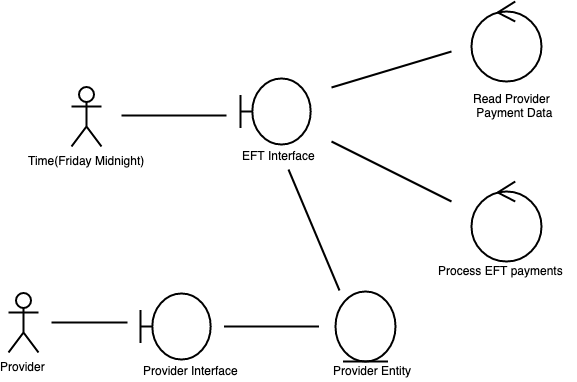 Read Provider
Payment Data
Time(Friday Midnight)
EFT Interface
Process EFT payments
Provider
Provider Interface
Provider Entity